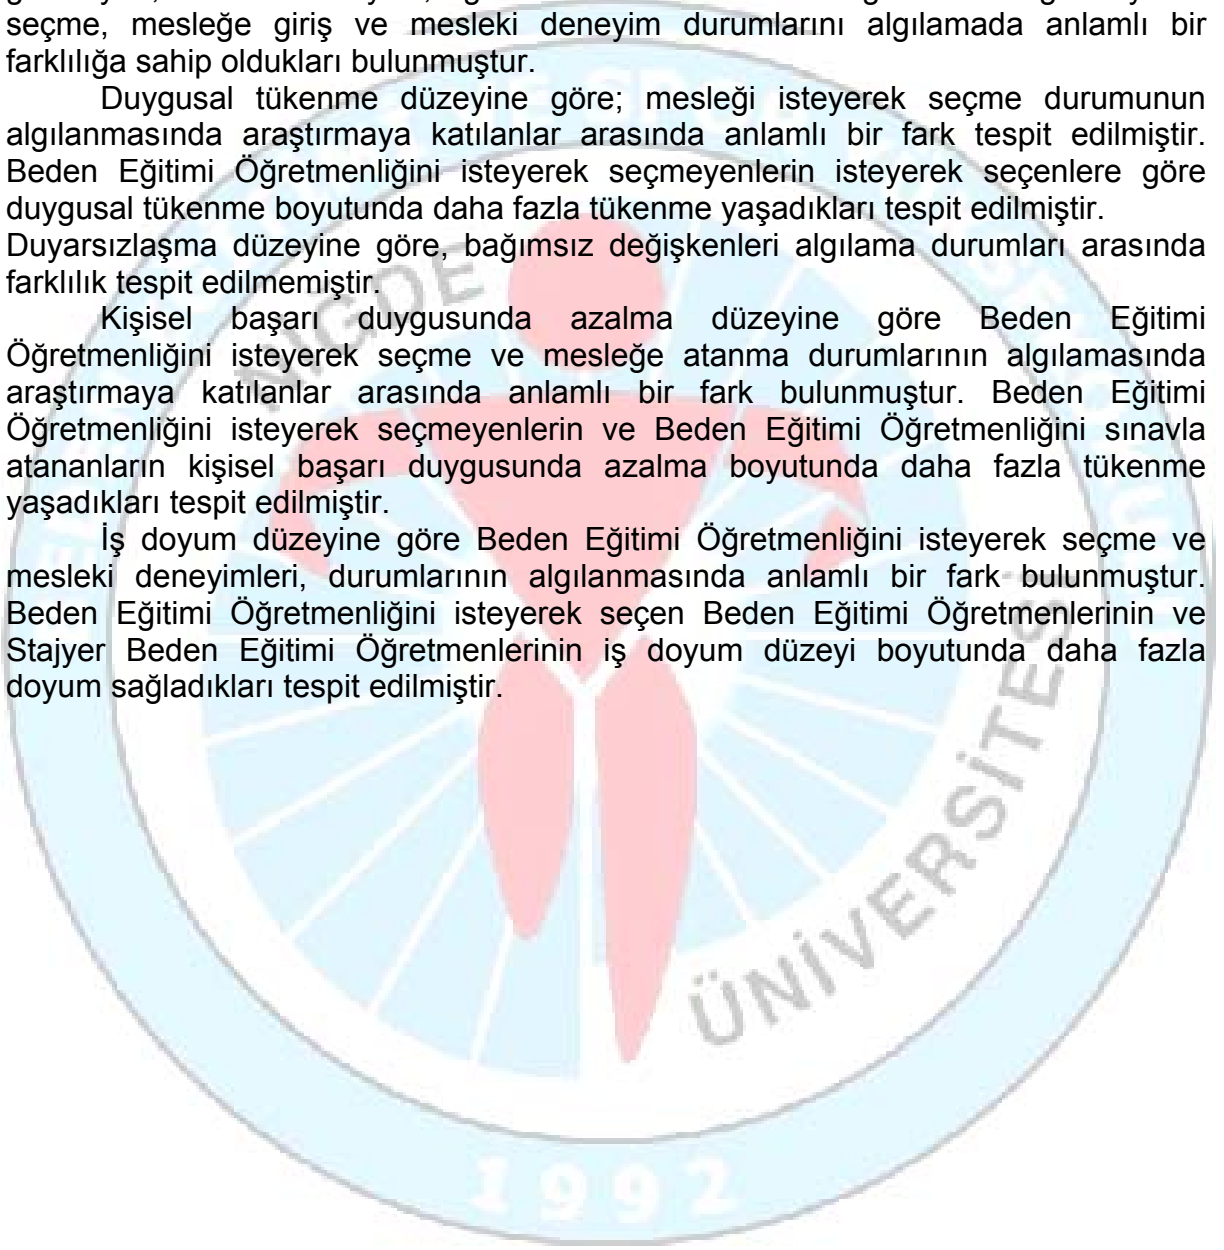 seçme, mesleğe giriş ve mesleki deneyim durumlarını algılamada anlamlı bir
farklılığa sahip oldukları bulunmuştur.
Duygusal tükenme düzeyine göre; mesleği isteyerek seçme durumunun
algılanmasında araştırmaya katılanlar arasında anlamlı bir fark tespit edilmiştir.
Beden Eğitimi Öğretmenliğini isteyerek seçmeyenlerin isteyerek seçenlere göre
duygusal tükenme boyutunda daha fazla tükenme yaşadıkları tespit edilmiştir.
Duyarsızlaşma düzeyine göre, bağımsız değişkenleri algılama durumları arasında
farklılık tespit edilmemiştir.
Kişisel başarı duygusunda azalma düzeyine göre Beden Eğitimi
Öğretmenliğini isteyerek seçme ve mesleğe atanma durumlarının algılamasında
araştırmaya katılanlar arasında anlamlı bir fark bulunmuştur. Beden Eğitimi
Öğretmenliğini isteyerek seçmeyenlerin ve Beden Eğitimi Öğretmenliğini sınavla
atananların kişisel başarı duygusunda azalma boyutunda daha fazla tükenme
yaşadıkları tespit edilmiştir.
İş doyum düzeyine göre Beden Eğitimi Öğretmenliğini isteyerek seçme ve
mesleki deneyimleri, durumlarının algılanmasında anlamlı bir fark bulunmuştur.
Beden Eğitimi Öğretmenliğini isteyerek seçen Beden Eğitimi Öğretmenlerinin ve
Stajyer Beden Eğitimi Öğretmenlerinin iş doyum düzeyi boyutunda daha fazla
doyum sağladıkları tespit edilmiştir.
NİĞDE
ÜNİVERSİTESİ
1992